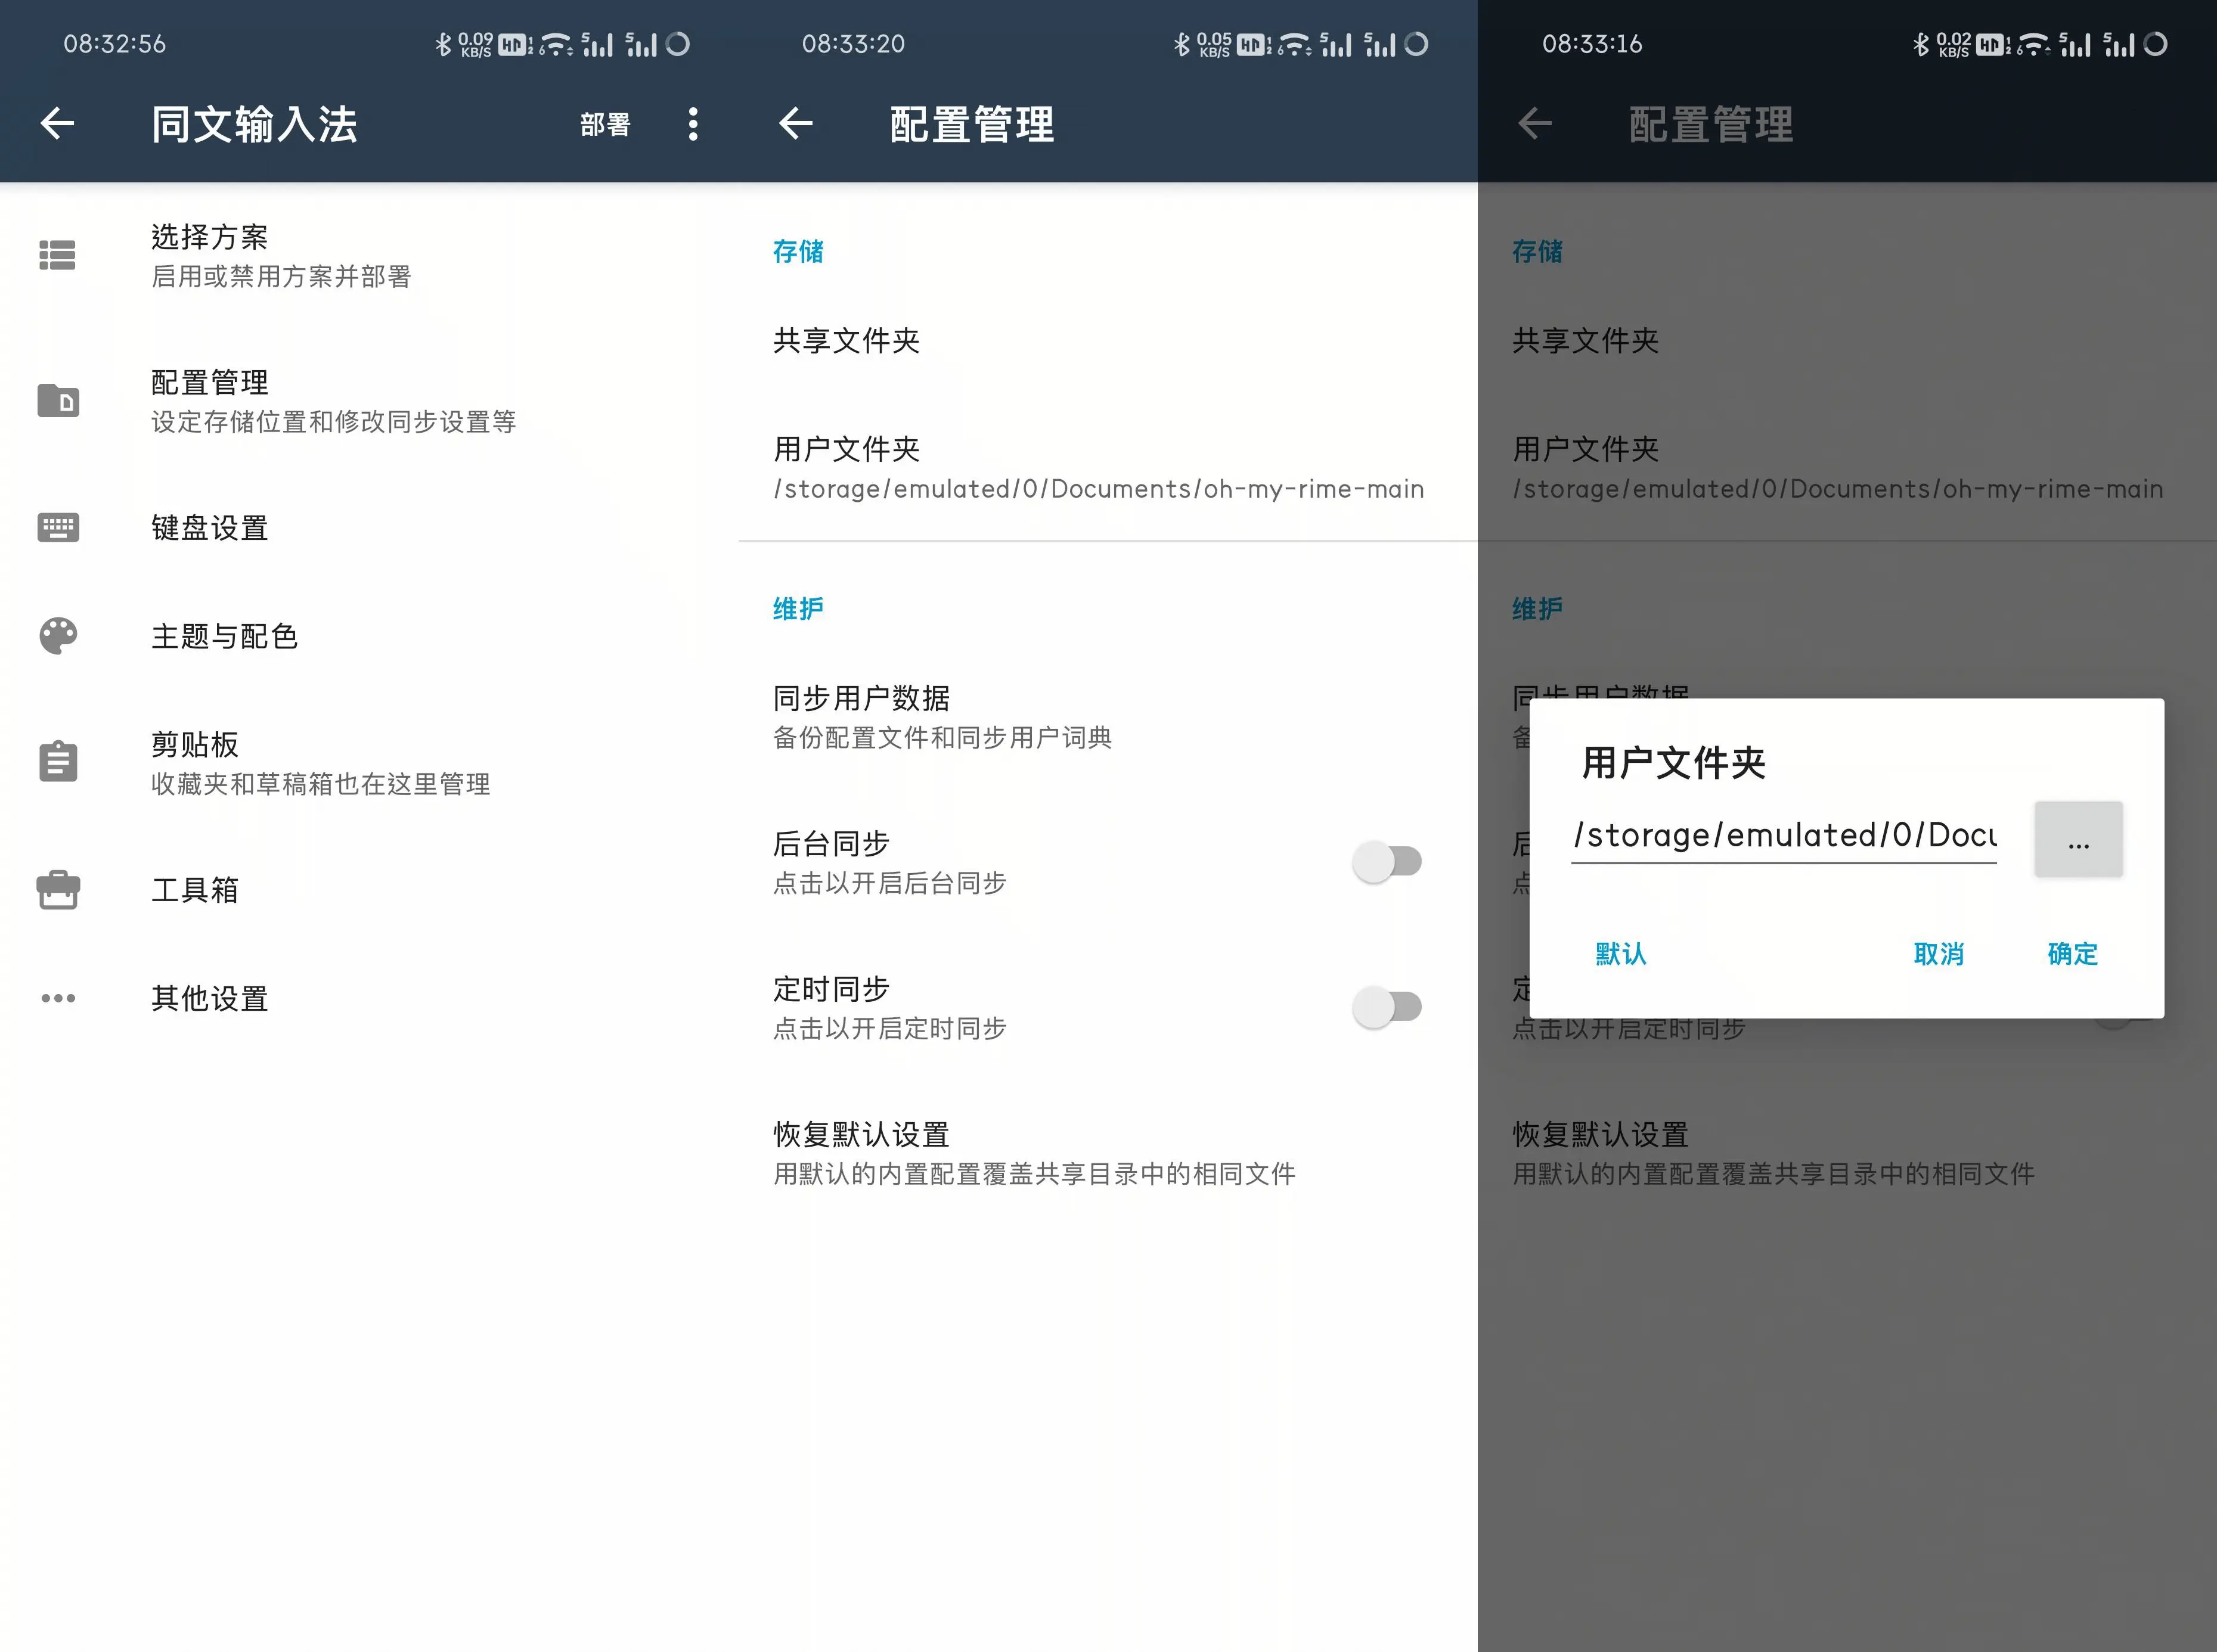 08:32:56
0.09
KB/S
同文输入法
部署
选择方案
启用或禁用方案并部署
配置管理
设定存储位置和修改同步设置等
键盘设置
主题与配色
剪贴板
收藏夹和草稿箱也在这里管理
工具箱
其他设置
08:33:20
0.05
KB/S
配置管理
存储
共享文件夹
用户文件夹
/storage/emulated/0/Documents/oh-my-rime-main
维护
同步用户数据
备份配置文件和同步用户词典
后台同步
点击以开启后台同步
定时同步
点击以开启定时同步
恢复默认设置
用默认的内置配置覆盖共享目录中的相同文件
08:33:16
0.02
KB/S
配置管理
存储
共享文件夹
用户文件夹
/storage/emulated/0/Documents/oh-my-rime-main
维护
同步用户数据
用户文件夹
/storage/emulated/0/Docu
...
默认
取消
确定
点击以开启定时同步
恢复默认设置
用默认的内置配置覆盖共享目录中的相同文件